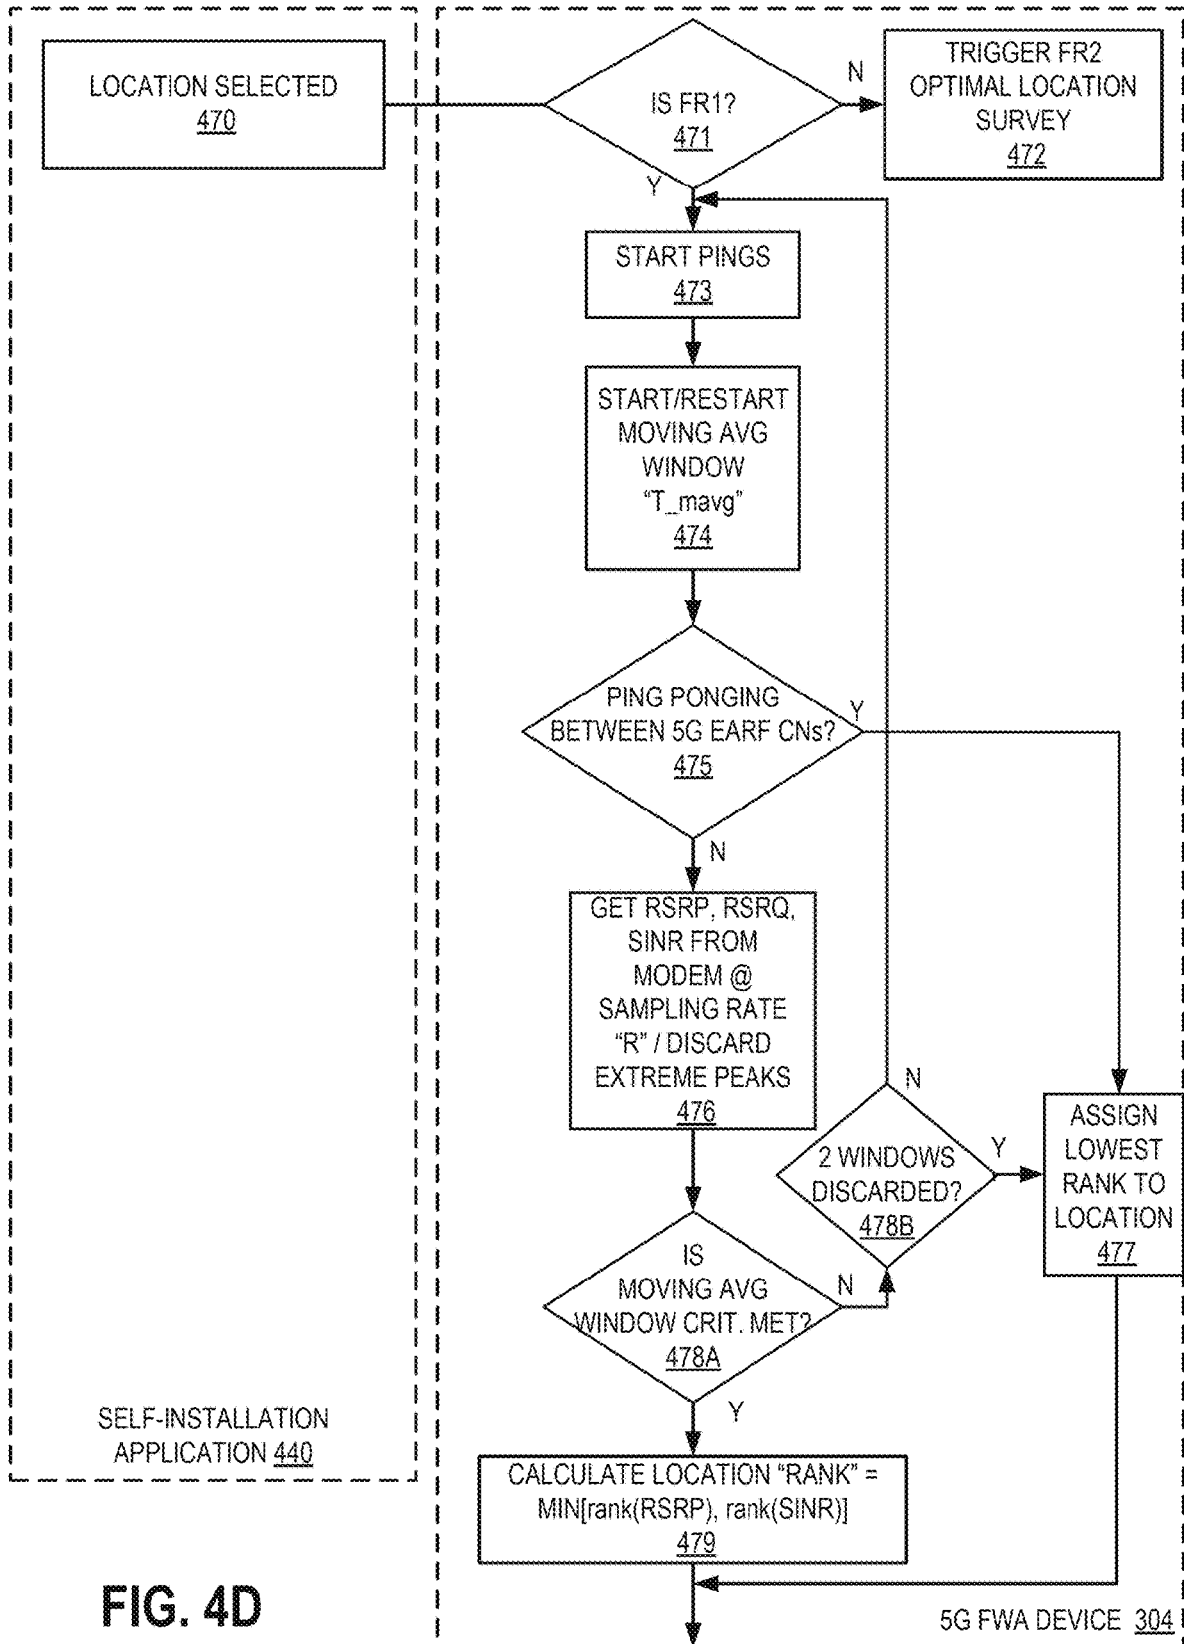 LOCATION SELECTED
470
IS FR1?
471
N
Y
TRIGGER FR2
OPTIMAL LOCATION
SURVEY
472
START PINGS
473
START/RESTART
MOVING AVG
WINDOW
“T_mavg”
474
PING PONGING
BETWEEN 5G EARF CNs?
475
Y
N
GET RSRP, RSRQ,
SINR FROM
MODEM @
SAMPLING RATE
“R” / DISCARD
EXTREME PEAKS
476
N
2 WINDOWS
DISCARDED?
478B
Y
ASSIGN
LOWEST
RANK TO
LOCATION
477
IS
MOVING AVG
WINDOW CRIT. MET?
478A
N
Y
CALCULATE LOCATION “RANK” =
MIN[rank(RSRP), rank(SINR)]
479
SELF-INSTALLATION
APPLICATION 440
FIG. 4D
5G FWA DEVICE 304